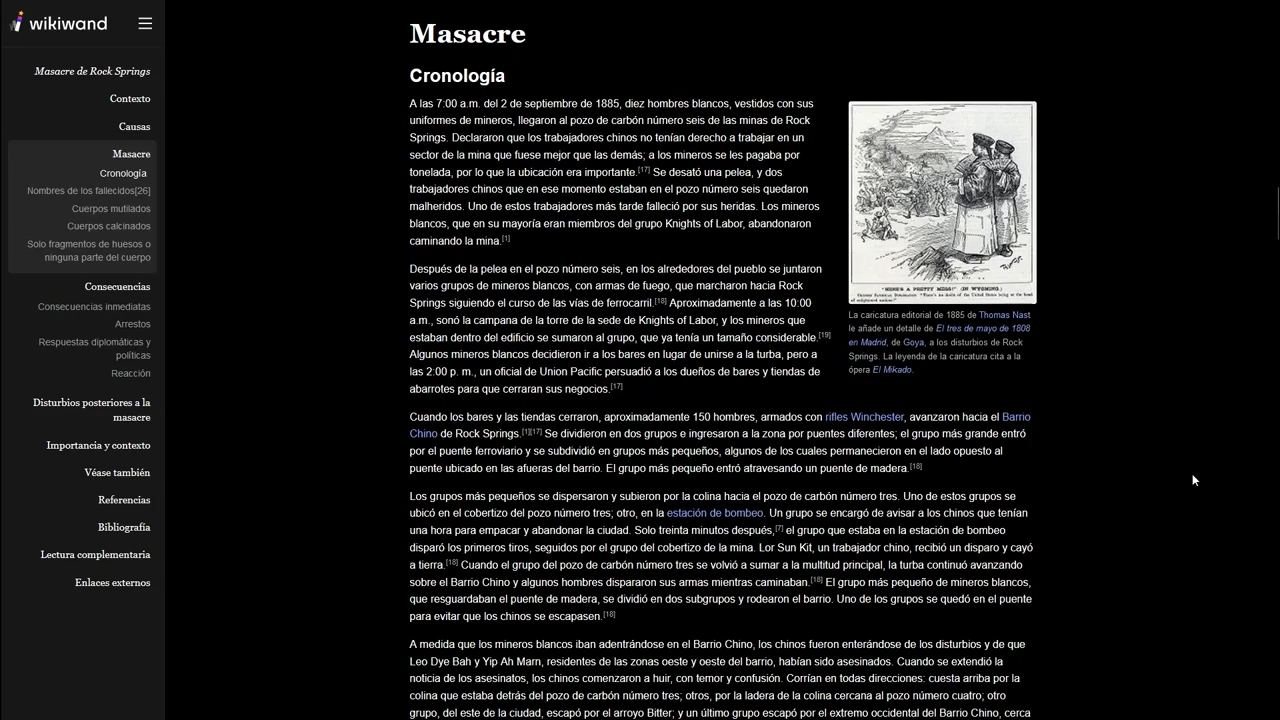 wikiwand
Masacre de Rock Springs
Contexto
Causas
Masacre
Cronología
Nombres de los fallecidos[26]
Cuerpos mutilados
Cuerpos calcinados
Solo fragmentos de huesos o
ninguna parte del cuerpo
Consecuencias
Consecuencias inmediatas
Arrestos
Respuestas diplomáticas y
políticas
Reacción
Disturbios posteriores a la
masacre
Importancia y contexto
Véase también
Referencias
Bibliografía
Lectura complementaria
Enlaces externos
Masacre
Cronología
A las 7:00 a.m. del 2 de septiembre de 1885, diez hombres blancos, vestidos con sus
uniformes de mineros; llegaron al pozo de carbón número seis de las minas de Rock
Springs. Declararon que los trabajadores chinos no tenían derecho a trabajar en un
sector de la mina que fuese mejor que las demás; a los mineros se les pagaba por
tonelada, por lo que la ubicación era importante.[17] Se desató una pelea, y dos
trabajadores chinos que en ese momento estaban en el pozo número seis quedaron
malheridos. Uno de estos trabajadores más tarde falleció por sus heridas. Los mineros
blancos, que en su mayoría eran miembros del grupo Knights of Labor, abandonaron
caminando la mina.[1]
Después de la pelea en el pozo número seis, en los alrededores del pueblo se juntaron
varios grupos de mineros blancos, con armas de fuego, que marcharon hacia Rock
Springs siguiendo el curso de las vías de ferrocarril.[18] Aproximadamente a las 10:00
a.m., sonó la campana de la torre de la sede de Knights of Labor, y los mineros que
estaban dentro del edificio se sumaron al grupo, que ya tenía un tamaño considerable.[19]
Algunos mineros blancos decidieron ir a los bares en lugar de unirse a la turba, pero a
las 2:00 p. m., un oficial de Union Pacific persuadió a los dueños de bares y tiendas de
abarrotes para que cerraran sus negocios.[17]
"HERE'S A PRETTY MESS!" (IN WYOMING.)
La caricatura editorial de 1885 de Thomas Nast
le añade un detalle de El tres de mayo de 1808
en Madrid, de Goya, a los disturbios de Rock
Springs. La leyenda de la caricatura cita a la
ópera El Mikado.
Cuando los bares y las tiendas cerraron, aproximadamente 150 hombres, armados con rifles Winchester, avanzaron hacia el Barrio
Chino de Rock Springs.[1][17] Se dividieron en dos grupos e ingresaron a la zona por puentes diferentes; el grupo más grande entró
por el puente ferroviario y se subdividió en grupos más pequeños, algunos de los cuales permanecieron en el lado opuesto al
puente ubicado en las afueras del barrio. El grupo más pequeño entró atravesando un puente de madera.[18]
Los grupos más pequeños se dispersaron y subieron por la colina hacia el pozo de carbón número tres. Uno de estos grupos se
ubicó en el cobertizo del pozo número tres; otro, en la estación de bombeo. Un grupo se encargó de avisar a los chinos que tenían
una hora para empacar y abandonar la ciudad. Solo treinta minutos después,[7] el grupo que estaba en la estación de bombeo
disparó los primeros tiros, seguidos por el grupo del cobertizo de la mina. Lor Sun Kit, un trabajador chino, recibió un disparo y cayó
a tierra.[18] Cuando el grupo del pozo de carbón número tres se volvió a sumar a la multitud principal, la turba continuó avanzando
sobre el Barrio Chino y algunos hombres dispararon sus armas mientras caminaban.[18] El grupo más pequeño de mineros blancos,
que resguardaban el puente de madera, se dividió en dos subgrupos y rodearon el barrio. Uno de los grupos se quedó en el puente
para evitar que los chinos se escapasen.[18]
A medida que los mineros blancos iban adentrándose en el Barrio Chino, los chinos fueron enterándose de los disturbios y de que
Leo Dye Bah y Yip Ah Marn, residentes de las zonas oeste y oeste del barrio, habían sido asesinados. Cuando se extendió la
noticia de los asesinatos, los chinos comenzaron a huir, con temor y confusión. Corrían en todas direcciones: cuesta arriba por la
colina que estaba detrás del pozo de carbón número tres; otros, por la ladera de la colina cercana al pozo número cuatro; otro
grupo, del este de la ciudad, escapó por el arroyo Bitter; y un último grupo escapó por el extremo occidental del Barrio Chino, cerca